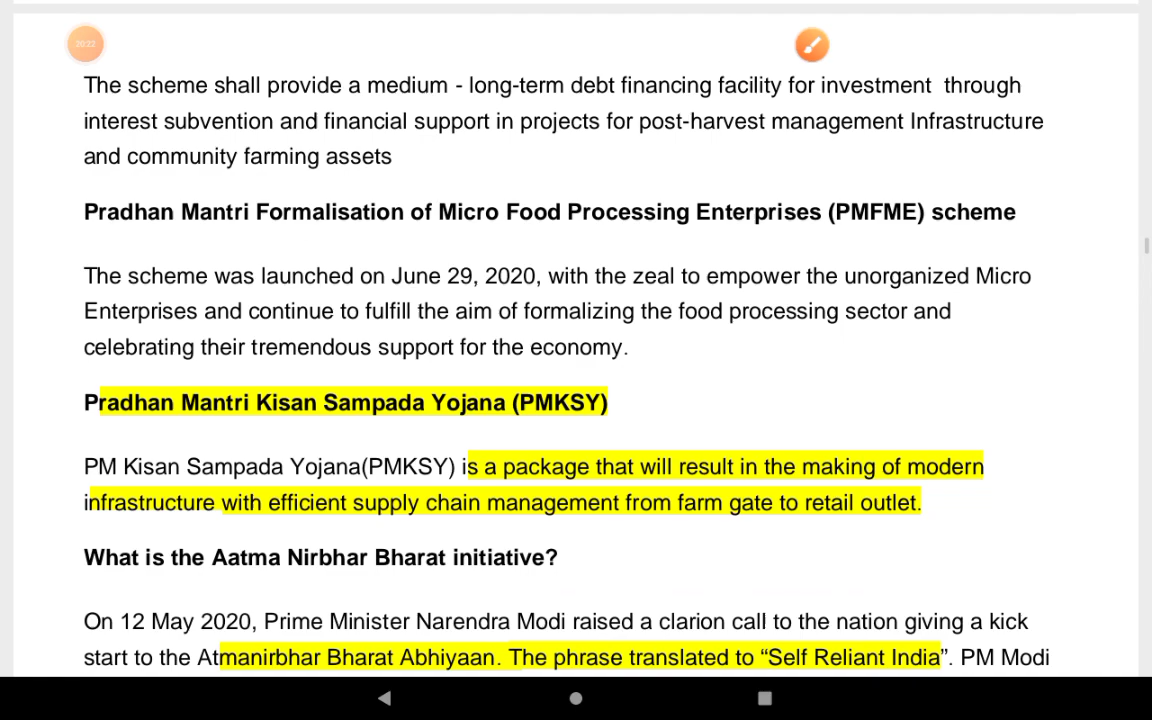 20:22
The scheme shall provide a medium - long-term debt financing facility for investment  through
interest subvention and financial support in projects for post-harvest management Infrastructure
and community farming assets
Pradhan Mantri Formalisation of Micro Food Processing Enterprises (PMFME) scheme
The scheme was launched on June 29, 2020, with the zeal to empower the unorganized Micro
Enterprises and continue to fulfill the aim of formalizing the food processing sector and
celebrating their tremendous support for the economy.
Pradhan Mantri Kisan Sampada Yojana (PMKSY)
PM Kisan Sampada Yojana(PMKSY) is a package that will result in the making of modern
infrastructure with efficient supply chain management from farm gate to retail outlet.
What is the Aatma Nirbhar Bharat initiative?
On 12 May 2020, Prime Minister Narendra Modi raised a clarion call to the nation giving a kick
start to the Atmanirbhar Bharat Abhiyaan. The phrase translated to “Self Reliant India”. PM Modi